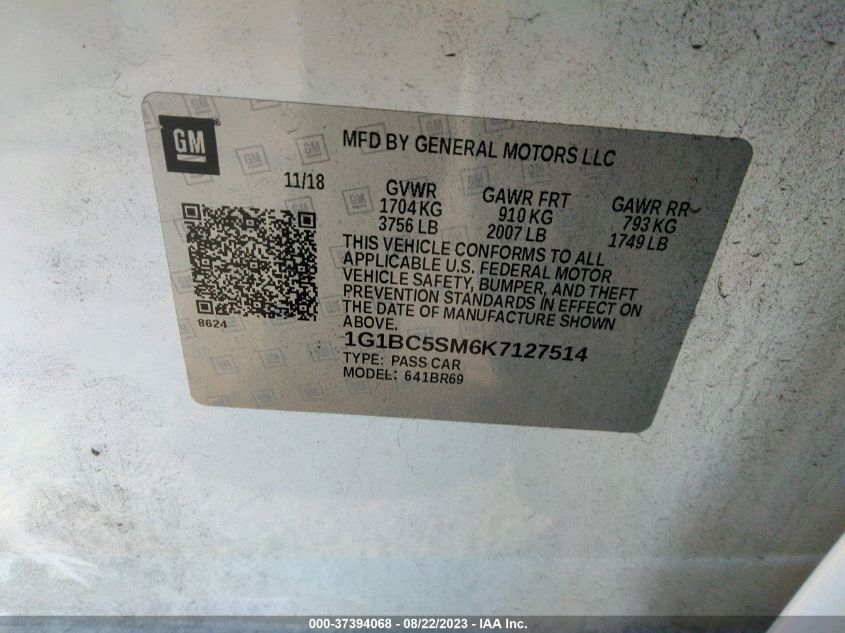 GM
MFD BY GENERAL MOTORS LLC
11/18
GVWR
1704 KG
3756 LB
GAWR FRT
910 KG
2007 LB
GAWR RR
793 KG
1749 LB
THIS VEHICLE CONFORMS TO ALL
APPLICABLE U.S. FEDERAL MOTOR
VEHICLE SAFETY, BUMPER, AND THEFT
PREVENTION STANDARDS IN EFFECT ON
THE DATE OF MANUFACTURE SHOWN
ABOVE.
8624
1G1BC5SM6K7127514
TYPE: PASS CAR
MODEL: 641BR69
000-37394068 - 08/22/2023 - IAA Inc.